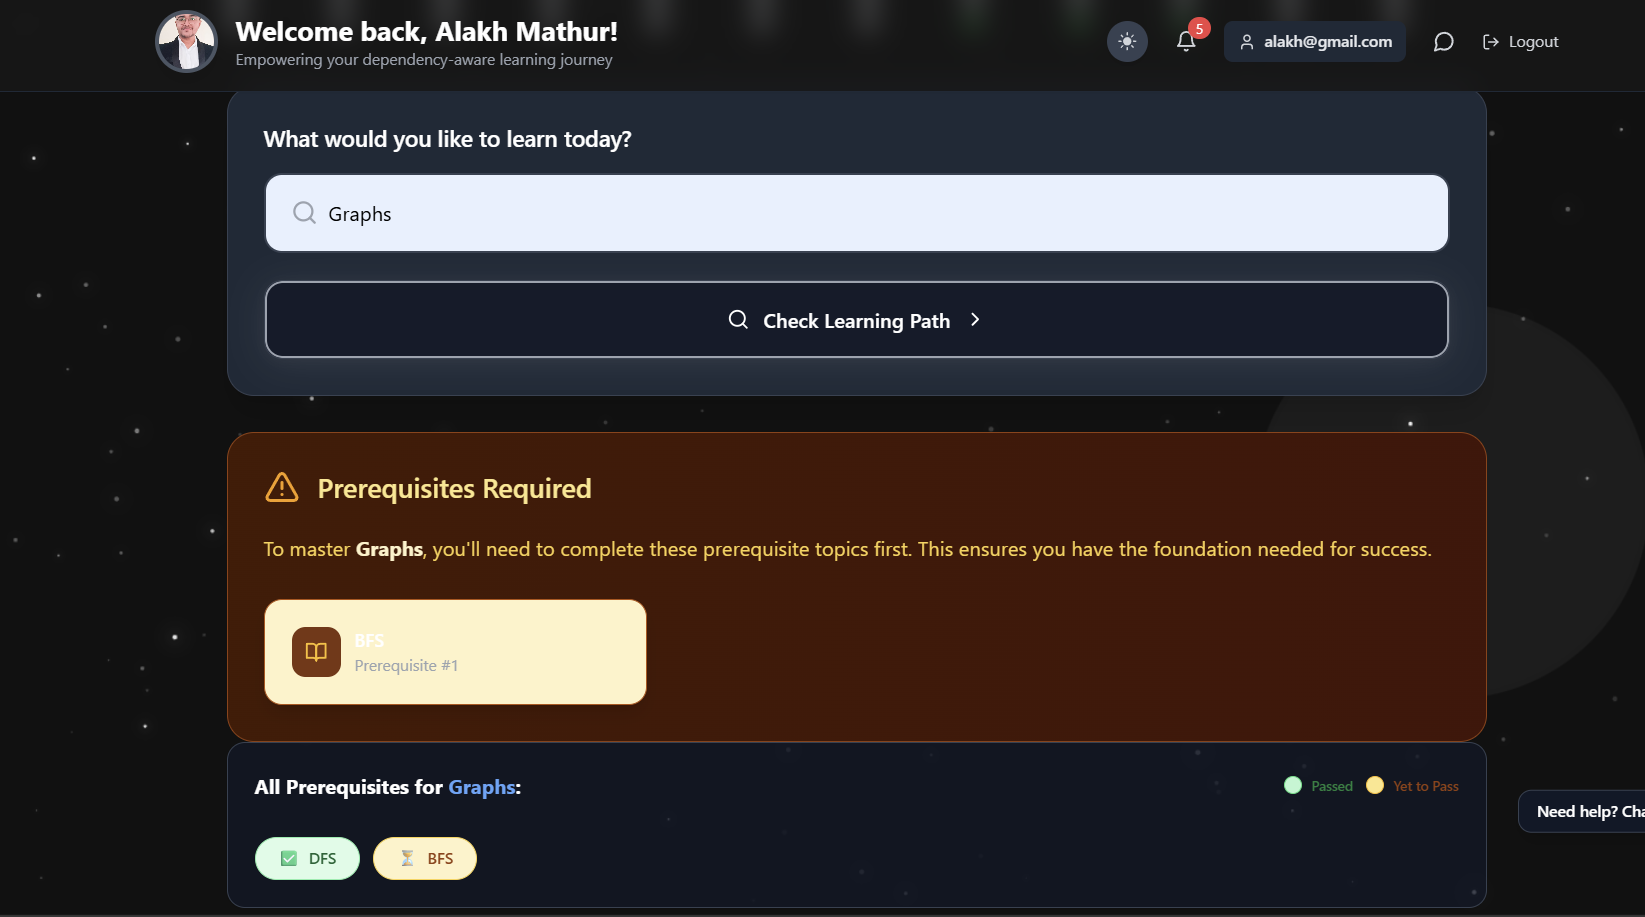 Welcome back, Alakh Mathur!
Empowering your dependency-aware learning journey
5
alakh@gmail.com
Logout
What would you like to learn today?
Graphs
Check Learning Path
Prerequisites Required
To master Graphs, you'll need to complete these prerequisite topics first. This ensures you have the foundation needed for success.
BFS
Prerequisite #1
All Prerequisites for Graphs:
Passed
Yet to Pass
DFS
BFS
Need help? Cha